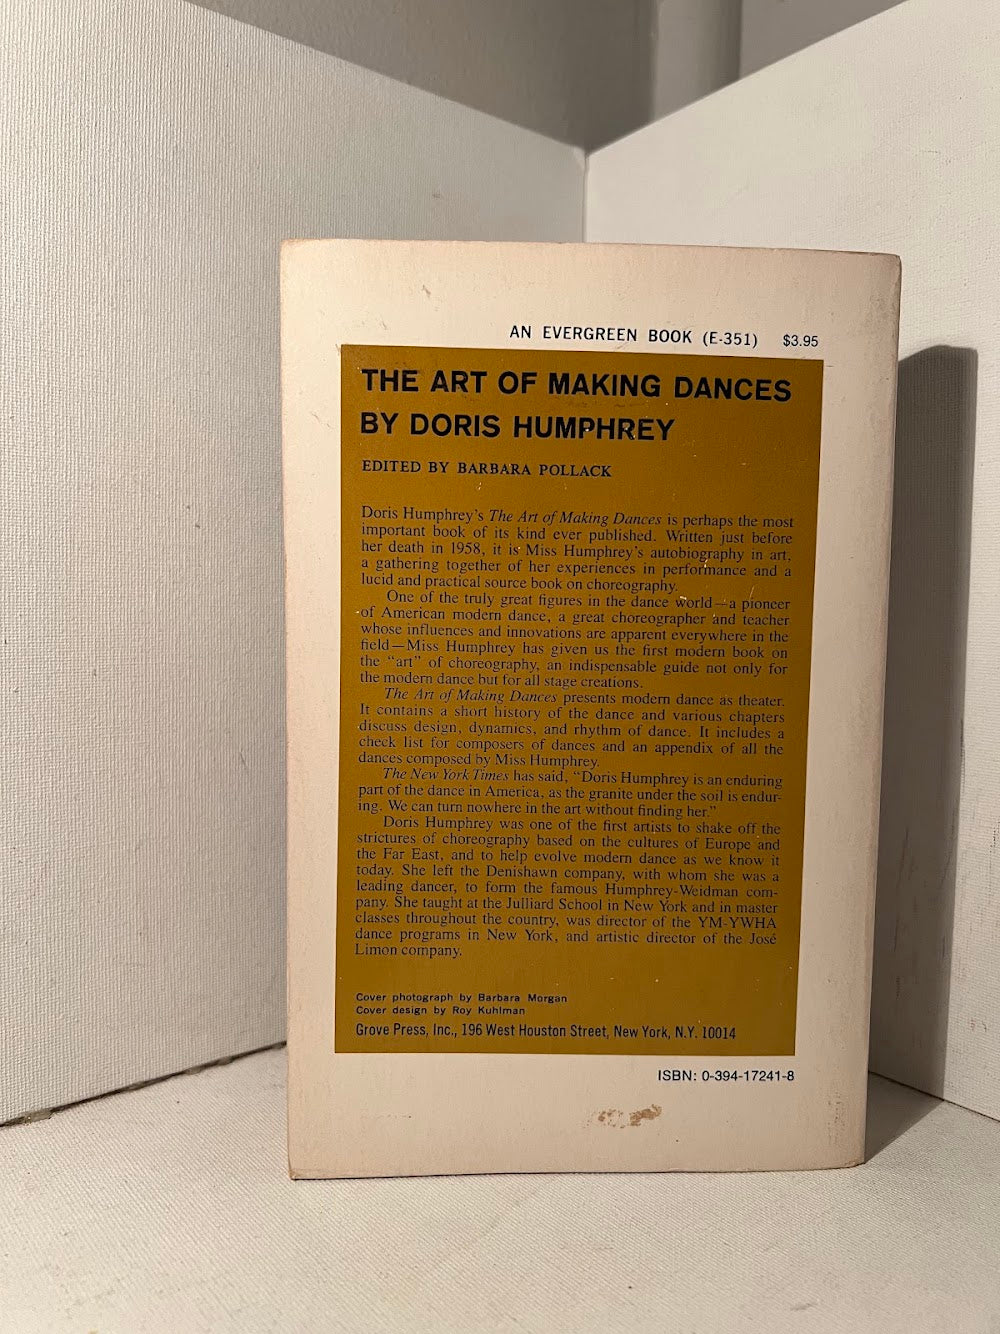 AN EVERGREEN BOOK (E-351) $3.95
THE ART OF MAKING DANCES
BY DORIS HUMPHREY
EDITED BY BARBARA POLLACK
Doris Humphrey's The Art of Making Dances is perhaps the most
important book of its kind ever published. Written just before
her death in 1958, it is Miss Humphrey's autobiography in art,
a gathering together of her experiences in performance and a
lucid and practical source book on choreography.
One of the truly great figures in the dance world—a pioneer
of American modern dance, a great choreographer and teacher
whose influences and innovations are apparent everywhere in the
field—Miss Humphrey has given us the first modern book on
the "art" of choreography, an indispensable guide not only for
the modern dance but for all stage creations.
The Art of Making Dances presents modern dance as theater.
It contains a short history of the dance and various chapters
discuss design, dynamics, and rhythm of dance. It includes a
check list for composers of dances and an appendix of all the
dances composed by Miss Humphrey.
The New York Times has said, "Doris Humphrey is an enduring
part of the dance in America, as the granite under the soil is endur-
ing. We can turn nowhere in the art without finding her."
Doris Humphrey was one of the first artists to shake off the
strictures of choreography based on the cultures of Europe and
the Far East, and to help evolve modern dance as we know it
today. She left the Denishawn company, with whom she was a
leading dancer, to form the famous Humphrey-Weidman com-
pany. She taught at the Julliard School in New York and in master
classes throughout the country, was director of the YM-YWHA
dance programs in New York, and artistic director of the José
Limon company.
Cover photograph by Barbara Morgan
Cover design by Roy Kuhlman
Grove Press, Inc., 196 West Houston Street, New York, N.Y. 10014
ISBN: 0-394-17241-8